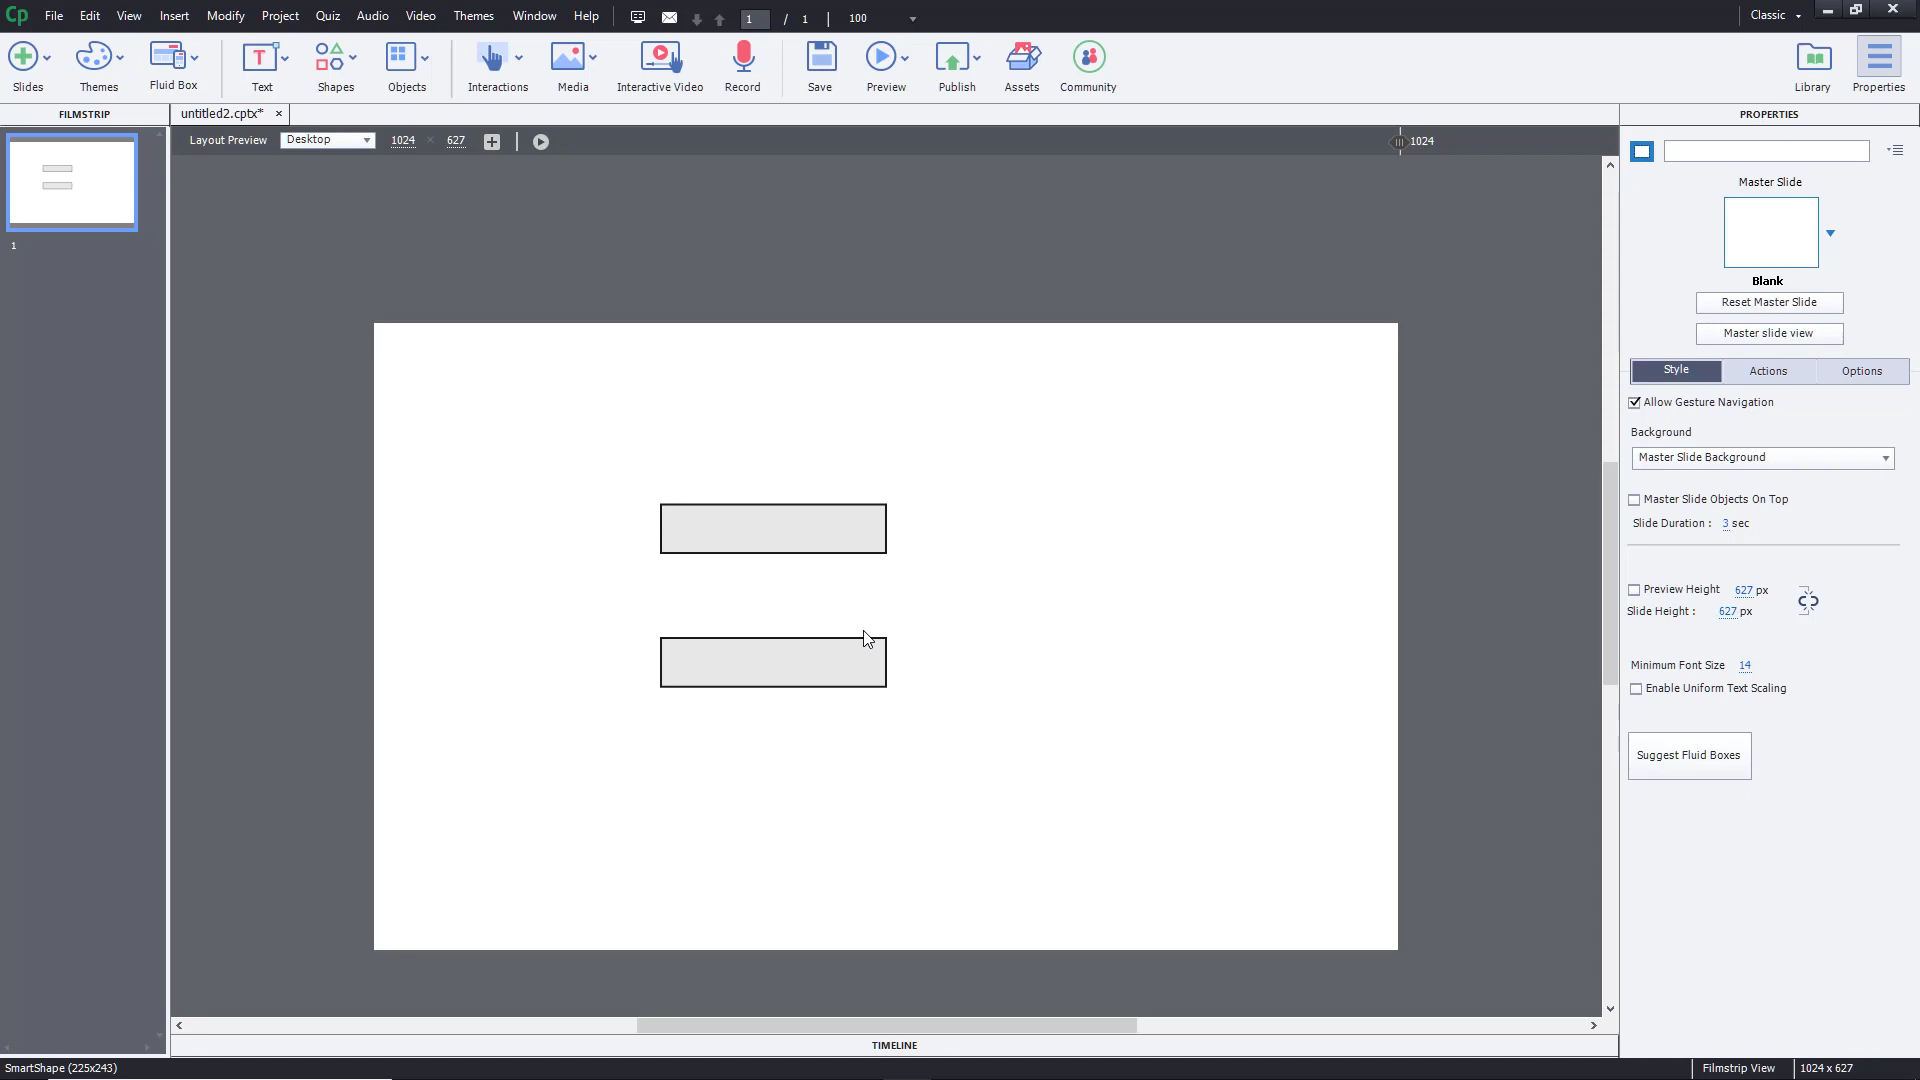 Cp File Edit View Insert Modify Project Quiz Audio Video Themes Window Help 1 / 1 100 Classic
Slides Themes Fluid Box Text Shapes Objects Interactions Media Interactive Video Record Save Preview Publish Assets Community Library Properties
FILMSTRIP untitled2.cptx* × PROPERTIES
Layout Preview Desktop 1024 × 627 1024
1
Master Slide
Blank
Reset Master Slide
Master slide view
Style Actions Options
Allow Gesture Navigation
Background
Master Slide Background
Master Slide Objects On Top
Slide Duration : 3 sec
Preview Height 627 px
Slide Height : 627 px
Minimum Font Size 14
Enable Uniform Text Scaling
Suggest Fluid Boxes
TIMELINE
SmartShape (225x243) Filmstrip View 1024 x 627